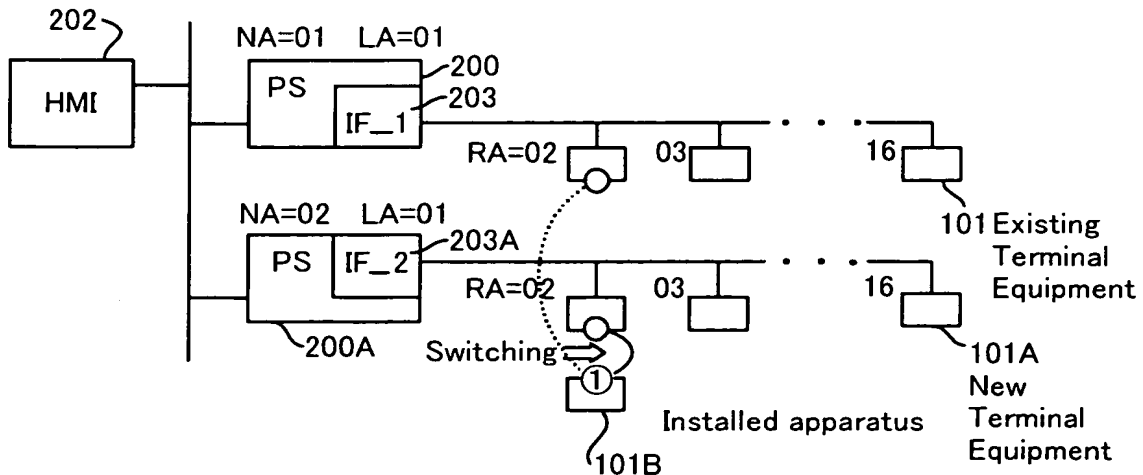 202
HMI
NA=01 LA=01
200
PS
203
IF_1
RA=02 03 • • • 16
101 Existing
Terminal
Equipment
NA=02 LA=01
203A
PS IF_2
RA=02 03 • • • 16
200A
Switching
1
101A
New
Terminal
Equipment
Installed apparatus
101B